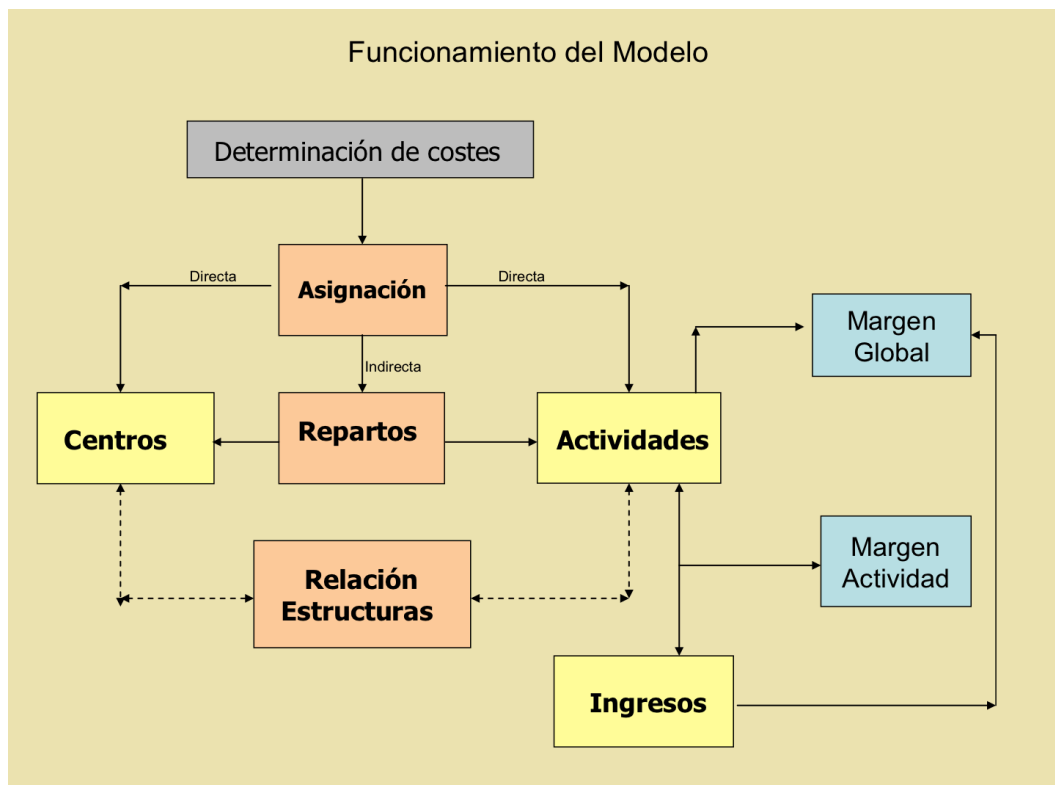 Funcionamiento del Modelo
Determinación de costes
Directa
Asignación
Directa
Margen
Global
Indirecta
Centros
Repartos
Actividades
Margen
Actividad
Relación
Estructuras
Ingresos